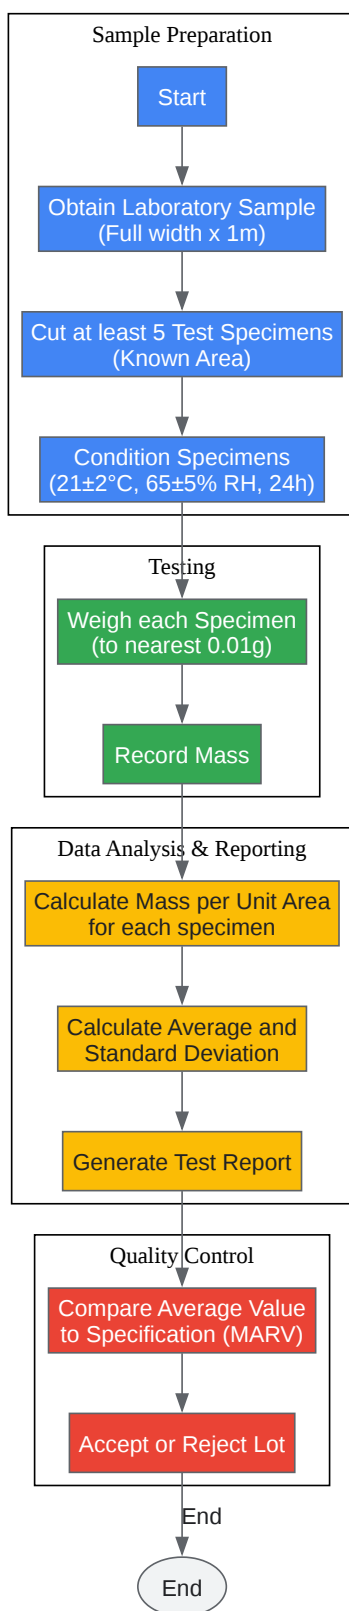 Sample Preparation
Start
Obtain Laboratory Sample
(Full width x 1m)
Cut at least 5 Test Specimens
(Known Area)
Condition Specimens
(21±2°C, 65±5% RH, 24h)
Testing
Weigh each Specimen
(to nearest 0.01g)
Record Mass
Data Analysis & Reporting
Calculate Mass per Unit Area
for each specimen
Calculate Average and
Standard Deviation
Generate Test Report
Quality Control
Compare Average Value
to Specification (MARV)
Accept or Reject Lot
End
End